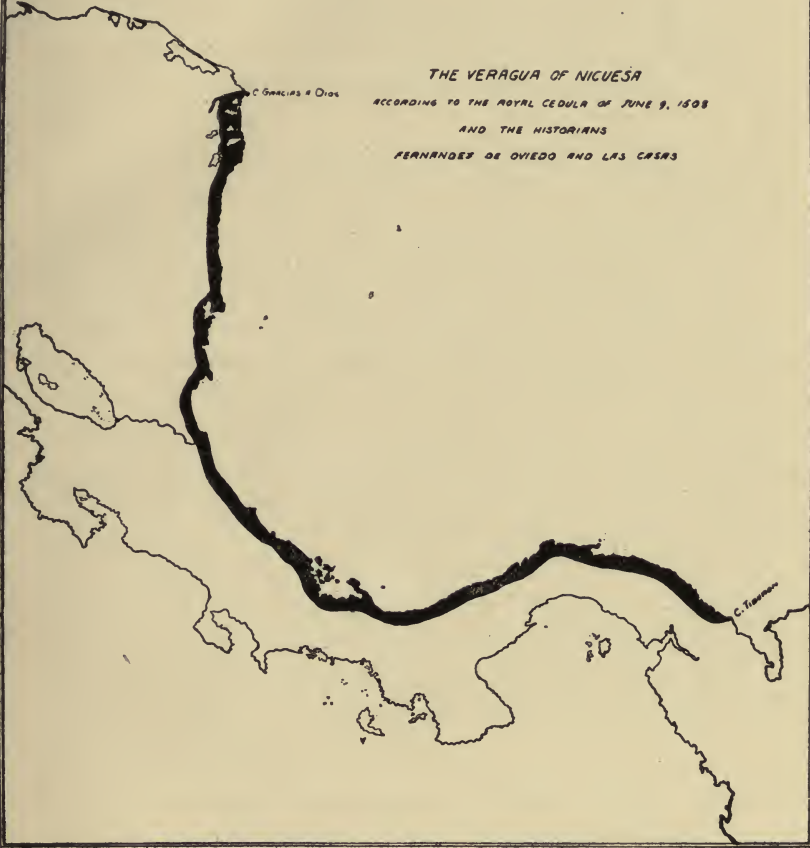 THE VERAGUA OF NICUESA
ACCORDING TO THE ROYAL CEDULA OF JUNE 9, 1508
AND THE HISTORIANS
FERNANDEZ DE OVIEDO AND LAS CASAS
C. GRACIAS A DIOS
C. TIBURON